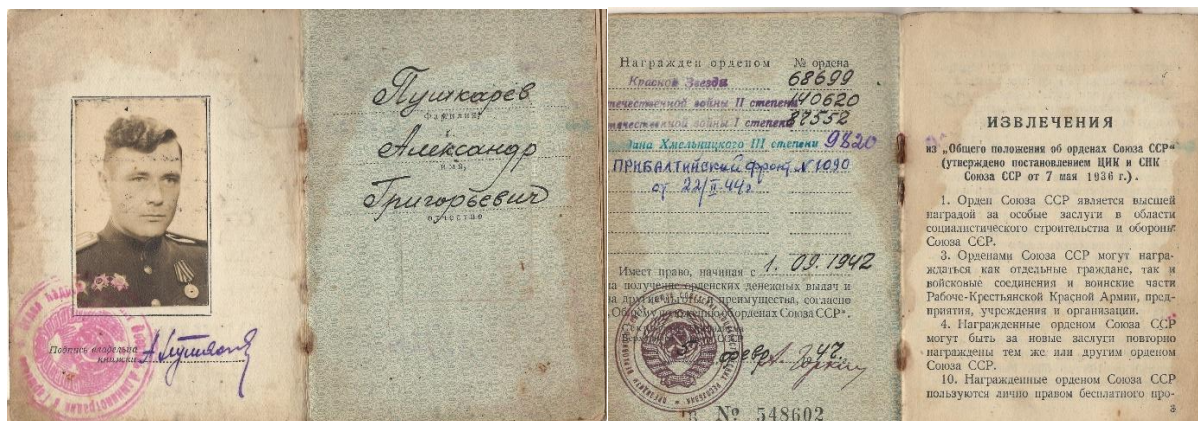 Подпись владельца
книжки
Пушкарев
фамилия,
Александр
имя,
Григорьевич
отчество
Награжден орденом № ордена
Красной Звезды 68699
течественной войны II степени 140620
течественной войны I степени 87552
дана Хмельницкого III степени 9820
ПРИБАЛТИЙСКИЙ фронт. N 1090
от 22/II-44г.
Имеет право, начиная с 1. 09. 1942
на получение орденских денежных выдач и
на другие льготы и преимущества, согласно
„Общему положению об орденах Союза ССР".
февр 47.
№ 548602
ИЗВЛЕЧЕНИЯ
из „Общего положения об орденах Союза ССР"
(утверждено постановлением ЦИК и СНК
Союза ССР от 7 мая 1936 г.).
1. Орден Союза ССР является высшей
наградой за особые заслуги в области
социалистического строительства и обороны
Союза ССР.
3. Орденами Союза ССР могут награ-
ждаться как отдельные граждане, так и
войсковые соединения и воинские части
Рабоче-Крестьянской Красной Армии, пред-
приятия, учреждения и организации.
4. Награжденные орденом Союза ССР
могут быть за новые заслуги повторно
награждены тем же или другим орденом
Союза ССР.
10. Награжденные орденом Союза ССР
пользуются лично правом бесплатного про-
3